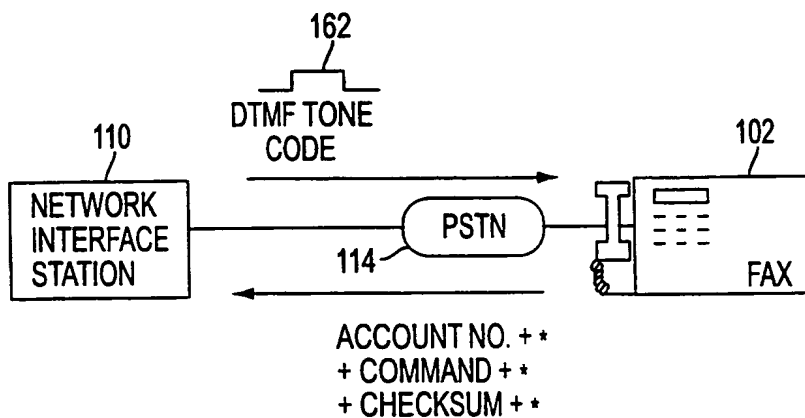 162
DTMF TONE
CODE
110
102
NETWORK
INTERFACE
STATION
PSTN
114
FAX
ACCOUNT NO. + *
+ COMMAND + *
+ CHECKSUM + *